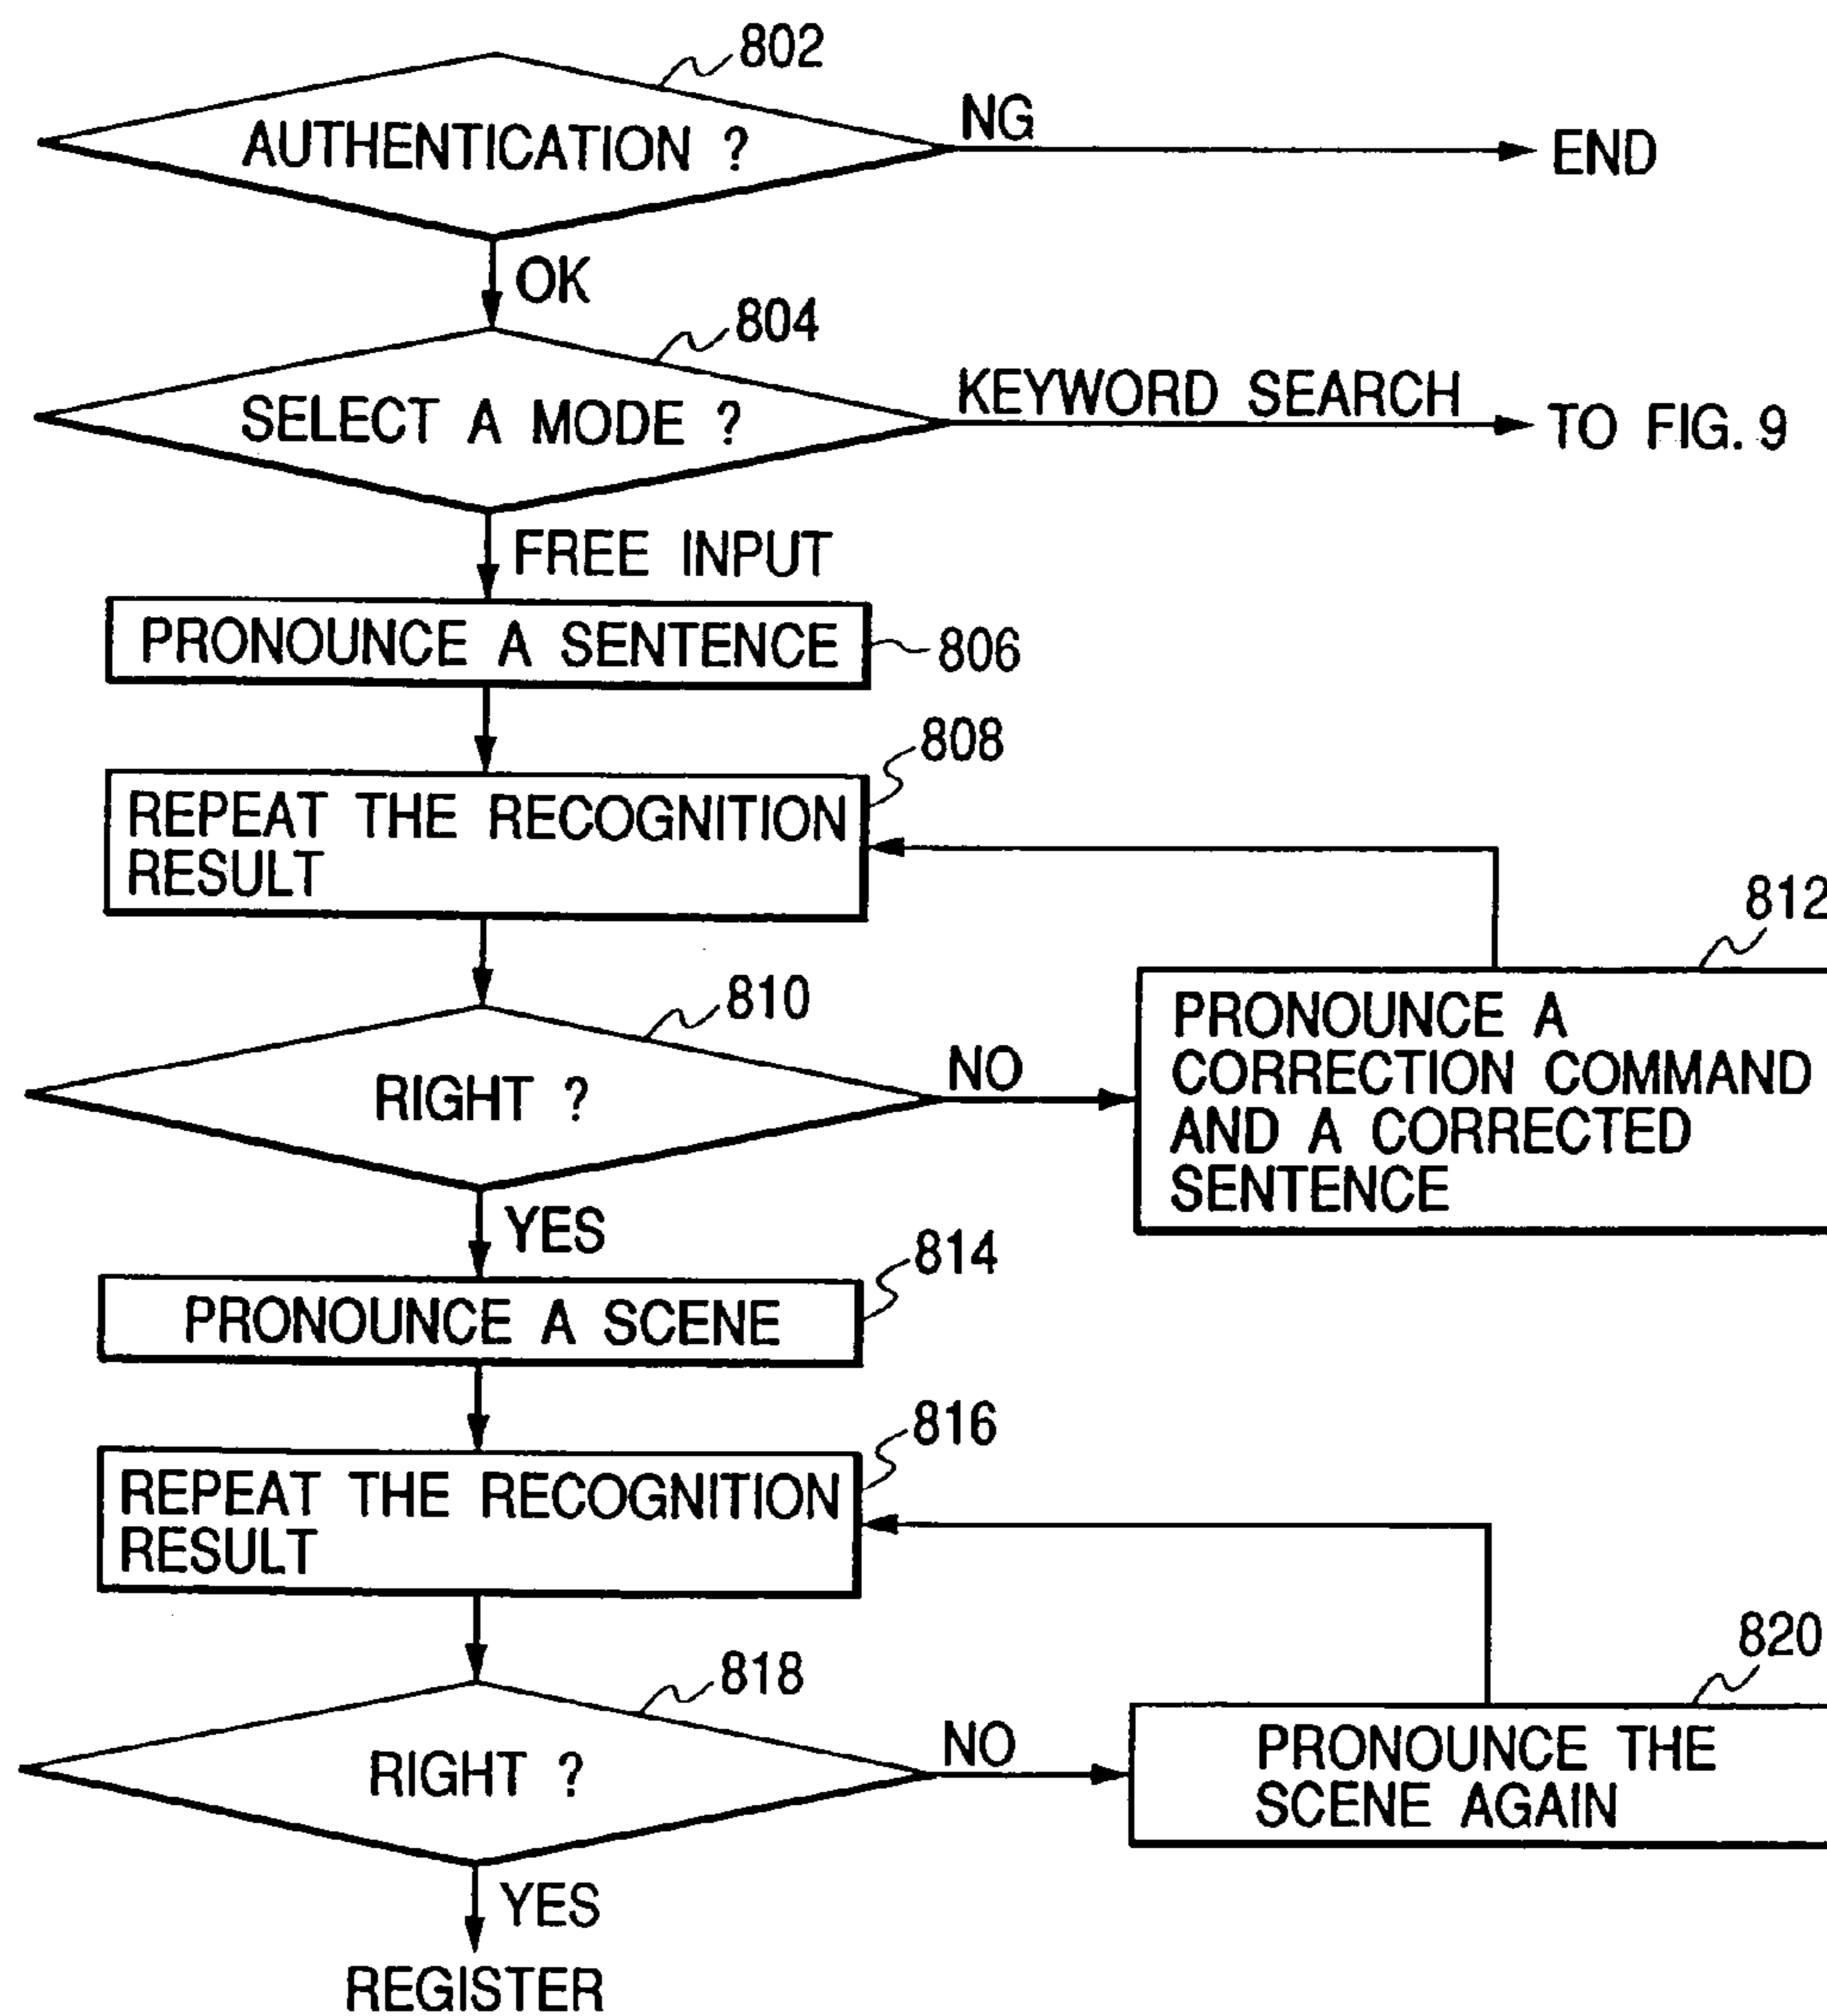 802
AUTHENTICATION ?
NG
END
OK
804
SELECT A MODE ?
KEYWORD SEARCH
TO FIG. 9
FREE INPUT
PRONOUNCE A SENTENCE
806
808
REPEAT THE RECOGNITION
RESULT
810
RIGHT ?
NO
812
PRONOUNCE A
CORRECTION COMMAND
AND A CORRECTED
SENTENCE
YES
814
PRONOUNCE A SCENE
816
REPEAT THE RECOGNITION
RESULT
818
RIGHT ?
NO
820
PRONOUNCE THE
SCENE AGAIN
YES
REGISTER